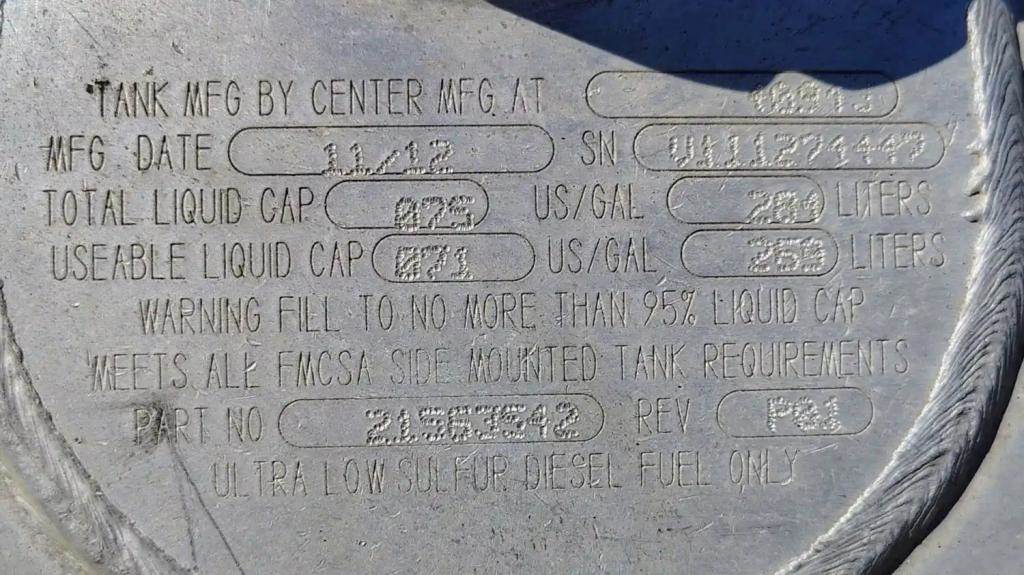 TANK MFG BY CENTER MFG. AT
MFG. DATE 11/12 SN
TOTAL LIQUID CAP 075 US/GAL LITERS
USEABLE LIQUID CAP 071 US/GAL LITERS
WARNING FILL TO NO MORE THAN 95% LIQUID CAP
MEETS ALL FMCSA SIDE MOUNTED TANK REQUIREMENTS
PART NO 21563542 REV P01
ULTRA LOW SULFUR DIESEL FUEL ONLY